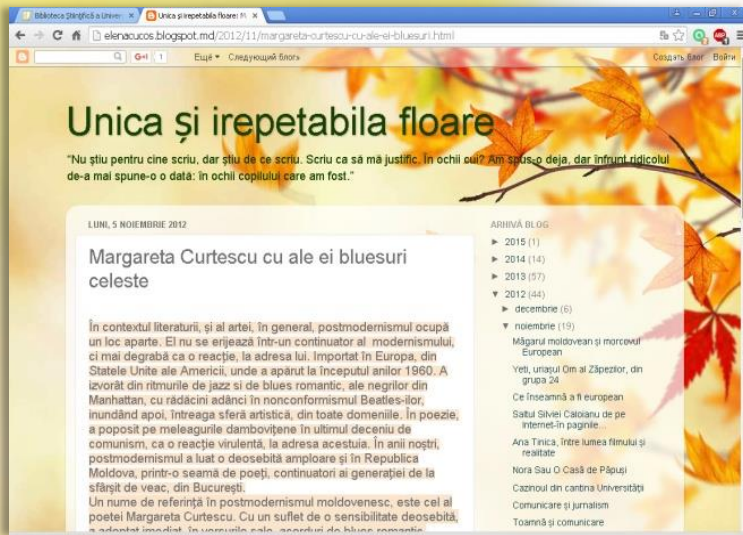 Biblioteca Științifică a Univer
Unica și irepetabila floare: M
elenacucos.blogspot.md/2012/11/margareta-curtescu-cu-ale-ei-bluesuri.html
G+1 1 Ещё Следующий блог» Создать блог Войти
Unica și irepetabila floare
"Nu știu pentru cine scriu, dar știu de ce scriu. Scriu ca să mă justific. În ochii cui? Am spus-o deja, dar înfrunt ridicolul
de-a mai spune-o o dată: în ochii copilului care am fost."
LUNI, 5 NOIEMBRIE 2012
Margareta Curtescu cu ale ei bluesuri
celeste
În contextul literaturii, și al artei, în general, postmodernismul ocupă
un loc aparte. El nu se erijează într-un continuator al modernismului,
ci mai degrabă ca o reacție, la adresa lui. Importat în Europa, din
Statele Unite ale Americii, unde a apărut la începutul anilor 1960. A
izvorât din ritmurile de jazz si de blues romantic, ale negrilor din
Manhattan, cu rădăcini adânci în nonconformismul Beatles-ilor,
inundând apoi, întreaga sferă artistică, din toate domeniile. În poezie,
a poposit pe meleagurile dambovițene în ultimul deceniu de
comunism, ca o reacție virulentă, la adresa acestuia. În anii noștri,
postmodernismul a luat o deosebită amploare și în Republica
Moldova, printr-o seamă de poeți, continuatori ai generației de la
sfârșit de veac, din București.
Un nume de referință în postmodernismul moldovenesc, este cel al
poetei Margareta Curtescu. Cu un suflet de o sensibilitate deosebită,
a adoptat imediat, în versurile sale, acorduri de blues romantic
ARHIVĂ BLOG
► 2015 (1)
► 2014 (14)
► 2013 (57)
▼ 2012 (44)
► decembrie (6)
▼ noiembrie (19)
Măgarul moldovean și morcovul
European
Yeti, uriașul Om al Zăpezilor, din
grupa 24
Ce înseamnă a fi european
Saltul Silviei Caloianu de pe
Internet-în paginile...
Ana Tinica, între lumea filmului și
realitate
Nora Sau O Casă de Păpuși
Cazinoul din cantina Universității
Comunicare și jurnalism
Toamnă și comunicare